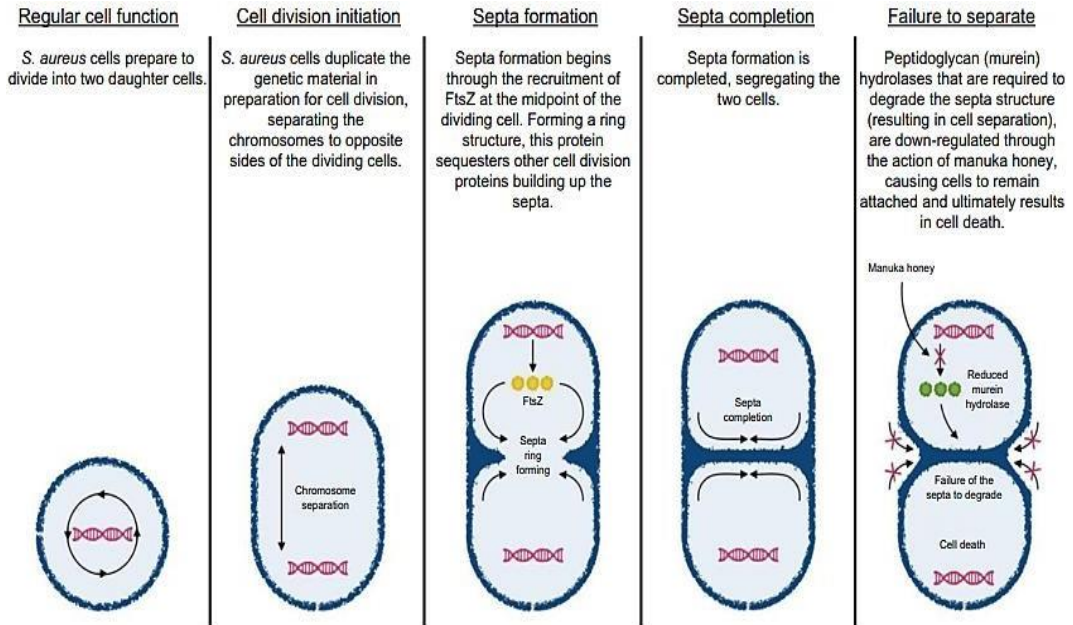 Regular cell function
S. aureus cells prepare to
divide into two daughter cells.
Cell division initiation
S. aureus cells duplicate the
genetic material in
preparation for cell division,
separating the
chromosomes to opposite
sides of the dividing cells.
Chromosome
separation
Septa formation
Septa formation begins
through the recruitment of
FtsZ at the midpoint of the
dividing cell. Forming a ring
structure, this protein
sequesters other cell division
proteins building up the
septa.
FtsZ
Septa
ring
forming
Septa completion
Septa formation is
completed, segregating the
two cells.
Septa
completion
Failure to separate
Peptidoglycan (murein)
hydrolases that are required to
degrade the septa structure
(resulting in cell separation),
are down-regulated through
the action of manuka honey,
causing cells to remain
attached and ultimately results
in cell death.
Manuka honey
Reduced
murein
hydrolase
Failure of the
septa to degrade
Cell death